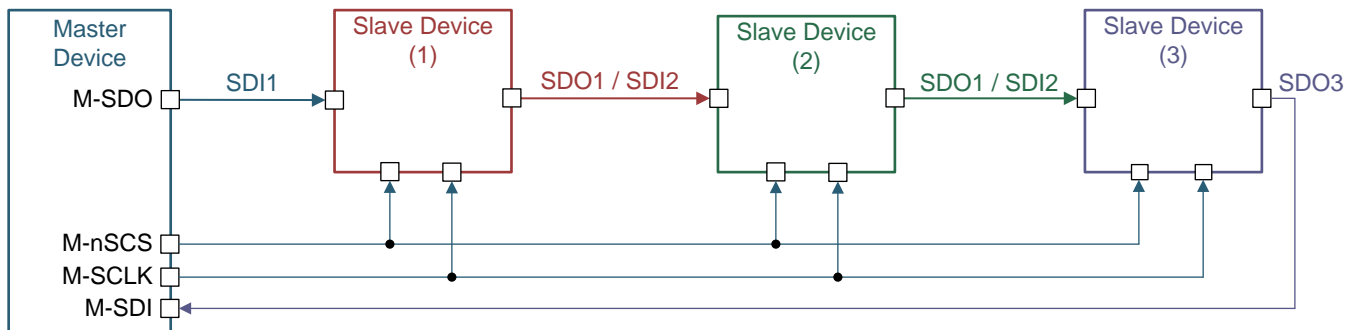 Master
Device
M-SDO
M-nSCS
M-SCLK
M-SDI
SDI1
Slave Device
(1)
SDO1 / SDI2
Slave Device
(2)
SDO1 / SDI2
Slave Device
(3)
SDO3